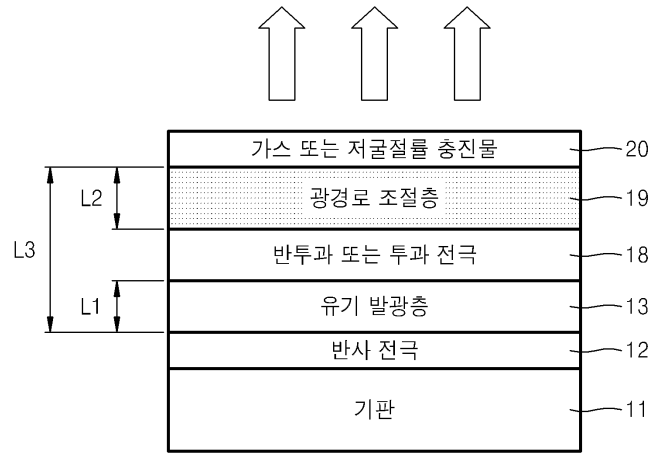 가스 또는 저굴절률 충진물 20
L2 광경로 조절층 19
L3
반투과 또는 투과 전극 18
L1 유기 발광층 13
반사 전극 12
기판 11